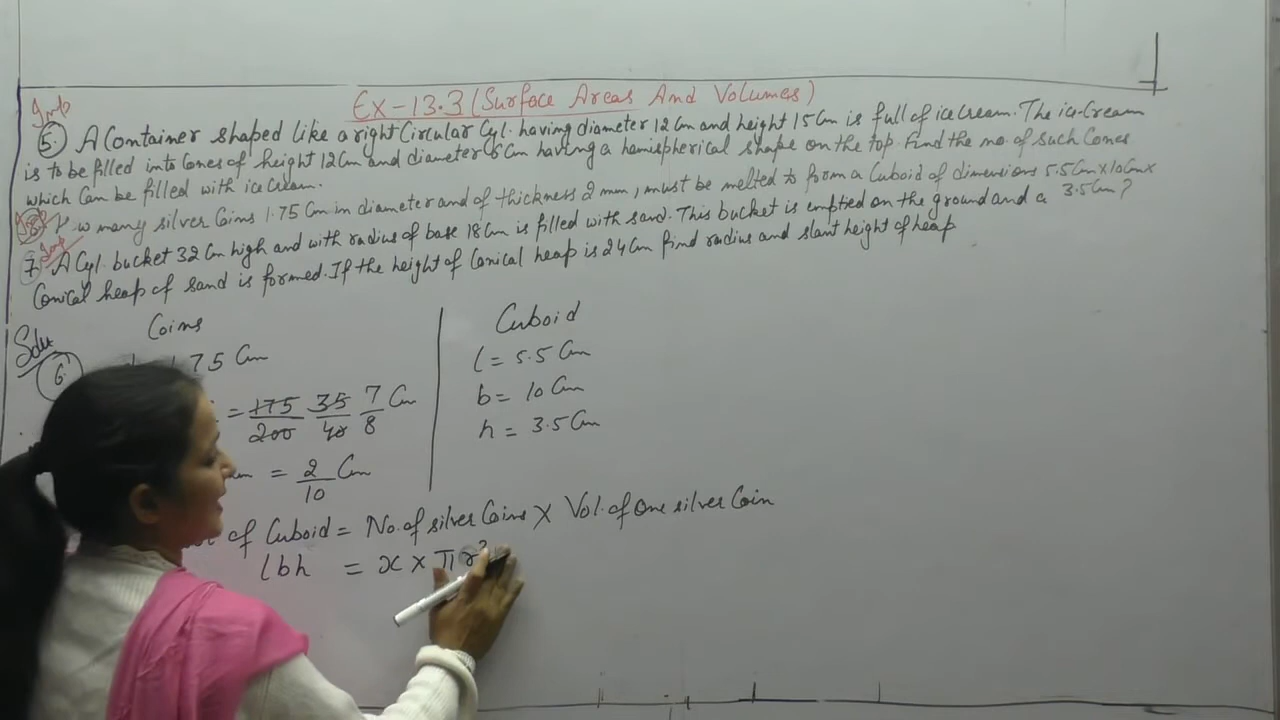 Ex-13.3 (Surface Areas And Volumes)
Imp
5. A Container shaped like a right Circular Cyl. having diameter 12 Cm and height 15 Cm is full of ice cream. The ice-Cream
is to be filled into Cones of height 12 Cm and diameter 6 Cm having a hemispherical shape on the top. Find the no. of such Cones
which Can be filled with ice Cream.
w many silver Coins 1.75 Cm in diameter and of thickness 2 mm, must be melted to form a Cuboid of dimensions 5.5 Cm x 10 Cm x
3.5 Cm?
Imp
7. A Cyl. bucket 32 Cm high and with radius of base 18 Cm is filled with sand. This bucket is emptied on the ground and a
Conical heap of sand is formed. If the height of Conical heap is 24 Cm find radius and slant height of heap
Solu
6
Coins
75 Cm
= 175/200 35/40 7/8 Cm
= 2/10 Cm
Cuboid
l = 5.5 Cm
b = 10 Cm
h = 3.5 Cm
of Cuboid = No. of silver Coins x Vol. of One silver Coin
lbh = x × πr²